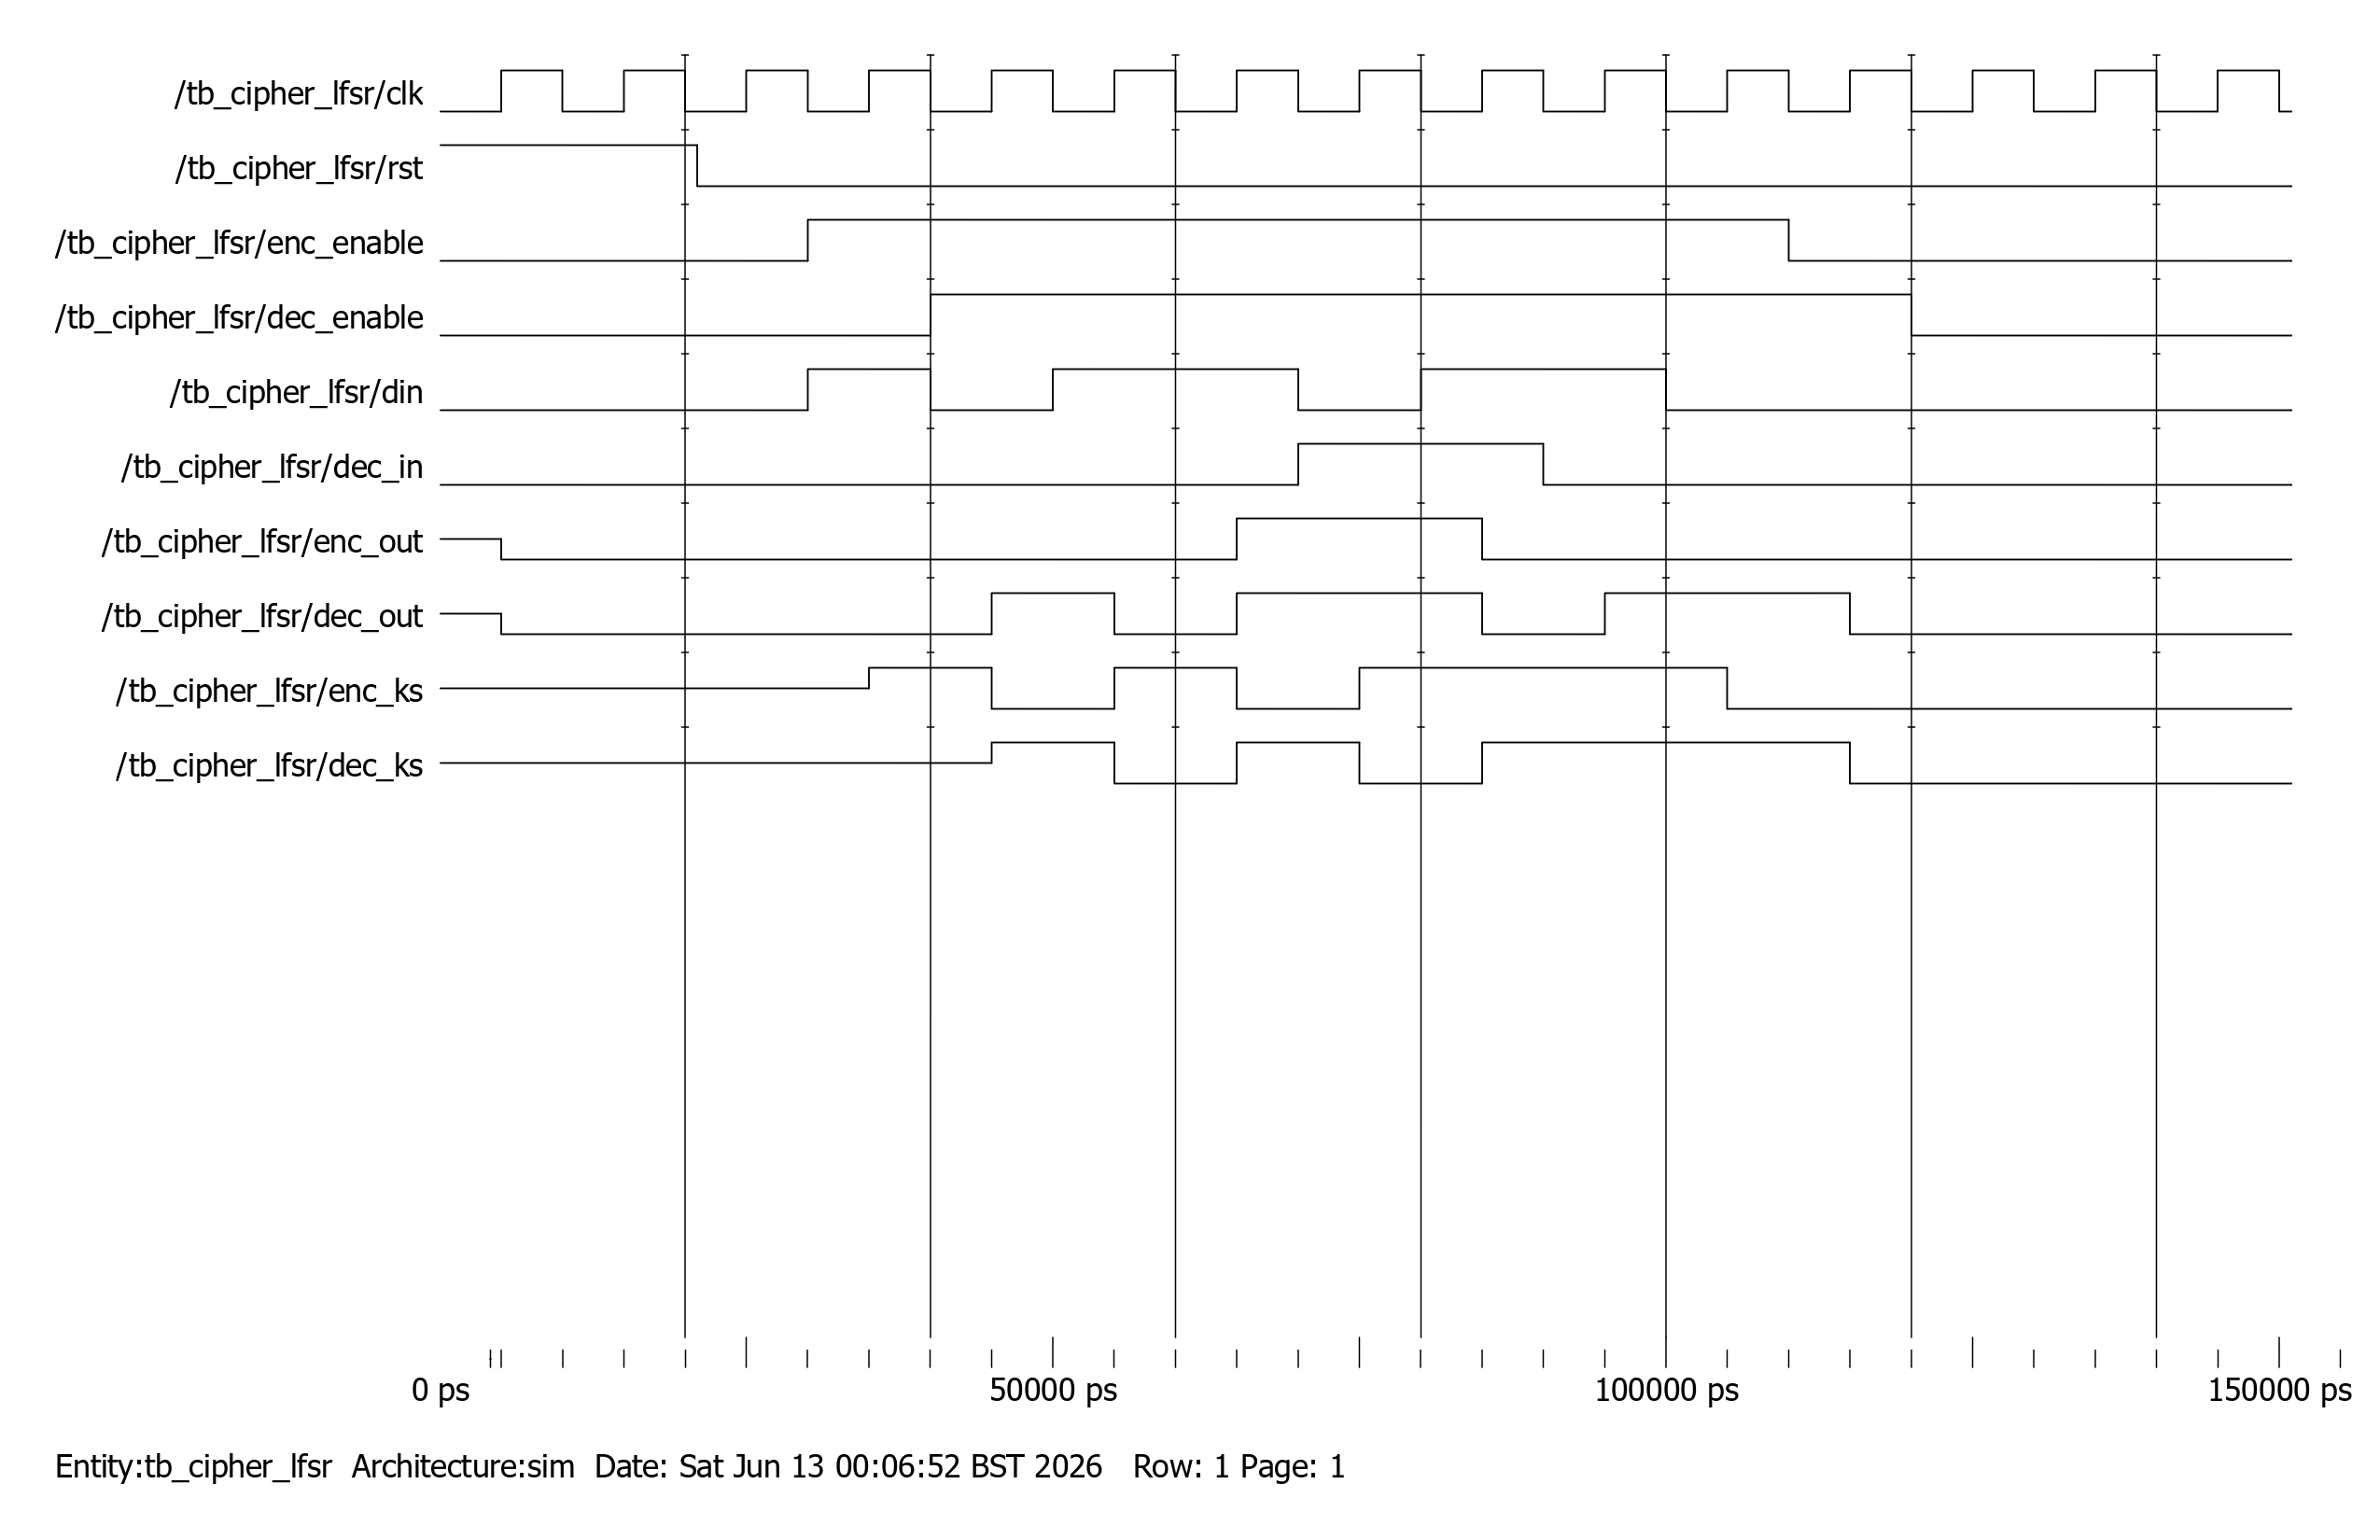 /tb_cipher_lfsr/clk
/tb_cipher_lfsr/rst
/tb_cipher_lfsr/enc_enable
/tb_cipher_lfsr/dec_enable
/tb_cipher_lfsr/din
/tb_cipher_lfsr/dec_in
/tb_cipher_lfsr/enc_out
/tb_cipher_lfsr/dec_out
/tb_cipher_lfsr/enc_ks
/tb_cipher_lfsr/dec_ks
0 ps 50000 ps 100000 ps 150000 ps
Entity:tb_cipher_lfsr Architecture:sim Date: Sat Jun 13 00:06:52 BST 2026 Row: 1 Page: 1